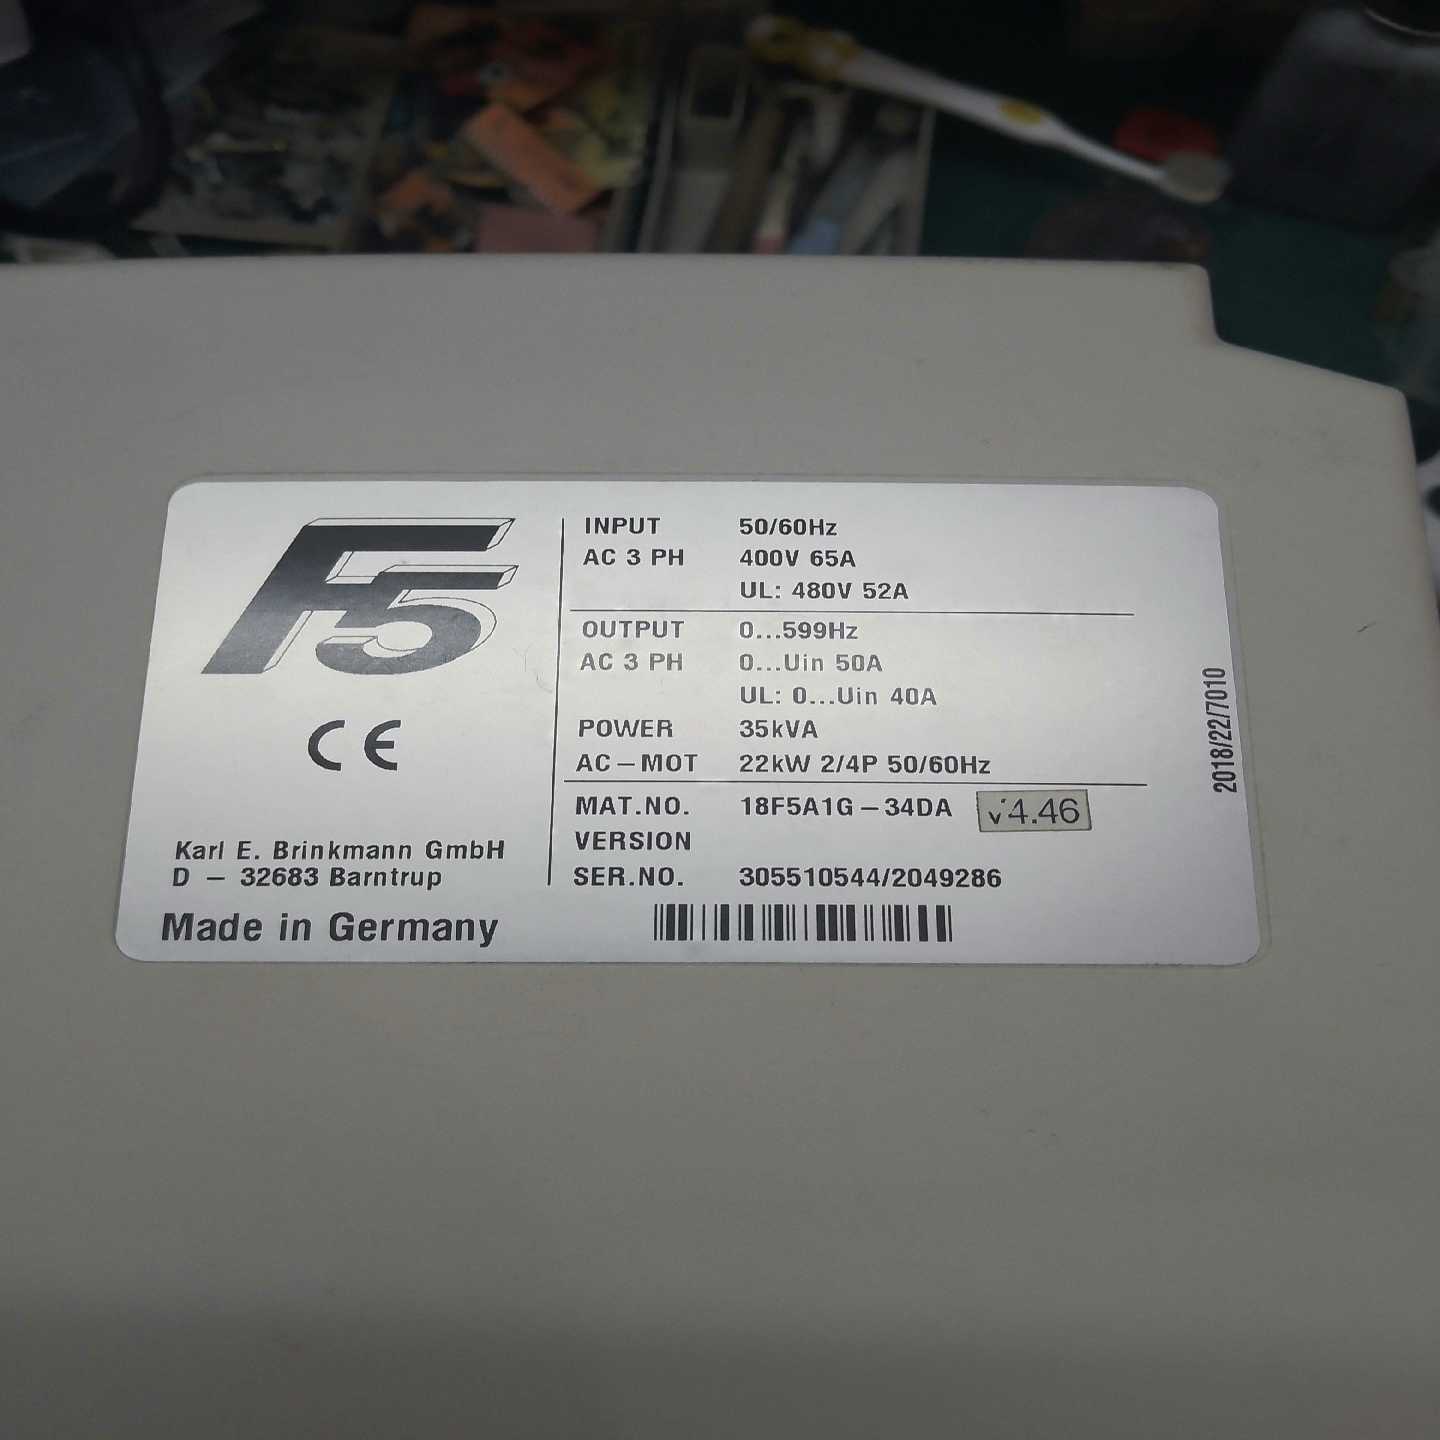 F5
CE
Karl E. Brinkmann GmbH
D – 32683 Barntrup
Made in Germany
INPUT 50/60Hz
AC 3 PH 400V 65A
UL: 480V 52A
OUTPUT 0...599Hz
AC 3 PH 0...Uin 50A
UL: 0...Uin 40A
POWER 35kVA
AC – MOT 22kW 2/4P 50/60Hz
MAT.NO. 18F5A1G – 34DA v4.46
VERSION
SER.NO. 305510544/2049286
2018/22/7010